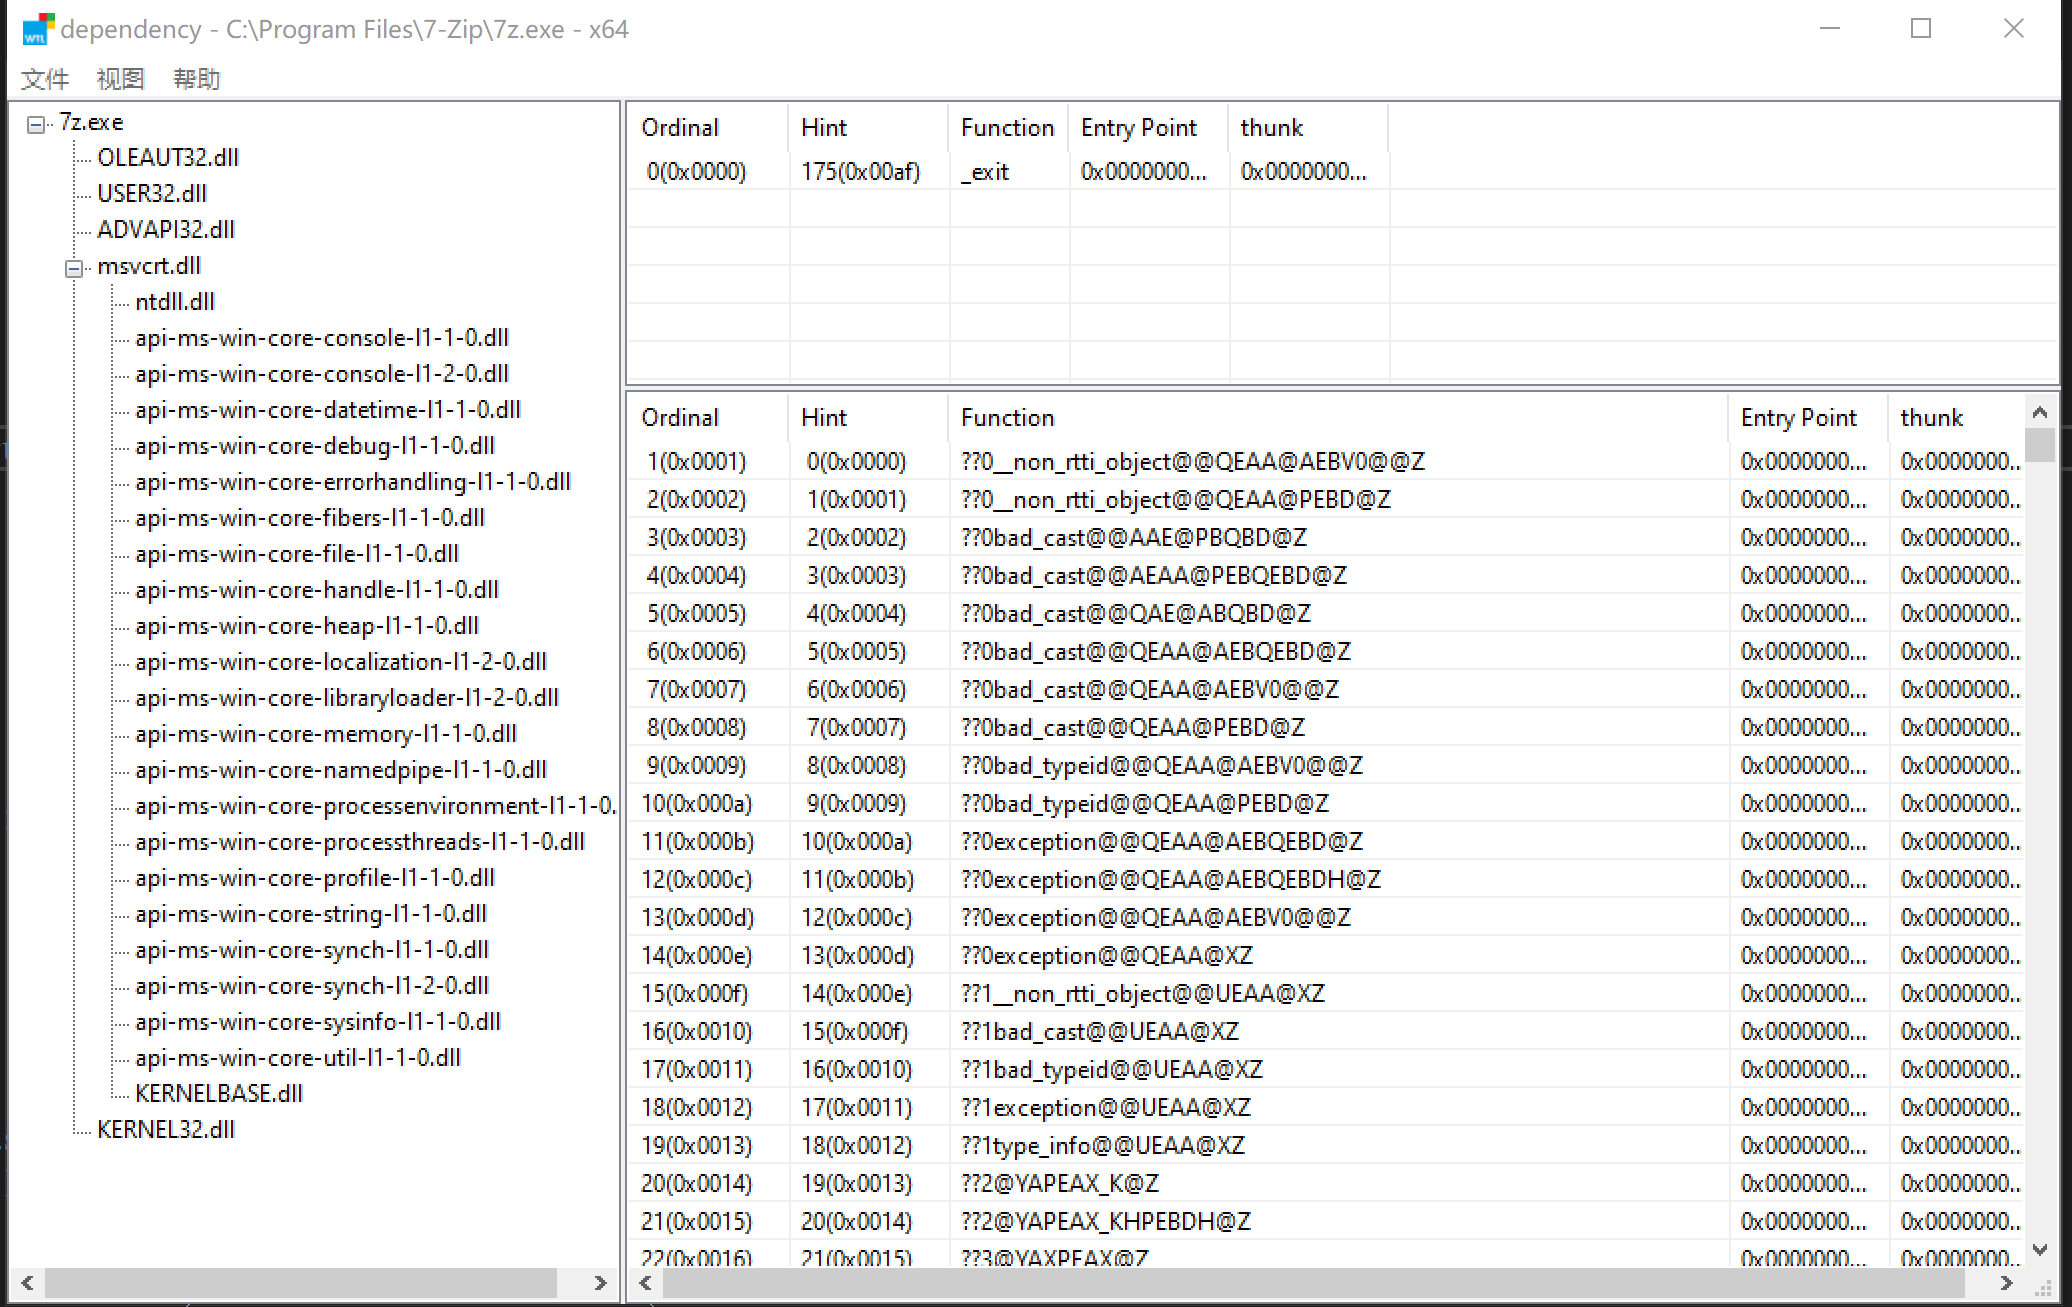 dependency - C:\Program Files\7-Zip\7z.exe - x64
文件 视图 帮助
7z.exe
OLEAUT32.dll
USER32.dll
ADVAPI32.dll
msvcrt.dll
ntdll.dll
api-ms-win-core-console-l1-1-0.dll
api-ms-win-core-console-l1-2-0.dll
api-ms-win-core-datetime-l1-1-0.dll
api-ms-win-core-debug-l1-1-0.dll
api-ms-win-core-errorhandling-l1-1-0.dll
api-ms-win-core-fibers-l1-1-0.dll
api-ms-win-core-file-l1-1-0.dll
api-ms-win-core-handle-l1-1-0.dll
api-ms-win-core-heap-l1-1-0.dll
api-ms-win-core-localization-l1-2-0.dll
api-ms-win-core-libraryloader-l1-2-0.dll
api-ms-win-core-memory-l1-1-0.dll
api-ms-win-core-namedpipe-l1-1-0.dll
api-ms-win-core-processenvironment-l1-1-0.
api-ms-win-core-processthreads-l1-1-0.dll
api-ms-win-core-profile-l1-1-0.dll
api-ms-win-core-string-l1-1-0.dll
api-ms-win-core-synch-l1-1-0.dll
api-ms-win-core-synch-l1-2-0.dll
api-ms-win-core-sysinfo-l1-1-0.dll
api-ms-win-core-util-l1-1-0.dll
KERNELBASE.dll
KERNEL32.dll
Ordinal Hint Function Entry Point thunk
0(0x0000) 175(0x00af) _exit 0x0000000... 0x0000000...
Ordinal Hint Function Entry Point thunk
1(0x0001) 0(0x0000) ??0__non_rtti_object@@QEAA@AEBV0@@Z 0x0000000... 0x0000000..
2(0x0002) 1(0x0001) ??0__non_rtti_object@@QEAA@PEBD@Z 0x0000000... 0x0000000..
3(0x0003) 2(0x0002) ??0bad_cast@@AAE@PBQBD@Z 0x0000000... 0x0000000..
4(0x0004) 3(0x0003) ??0bad_cast@@AEAA@PEBQEBD@Z 0x0000000... 0x0000000..
5(0x0005) 4(0x0004) ??0bad_cast@@QAE@ABQBD@Z 0x0000000... 0x0000000..
6(0x0006) 5(0x0005) ??0bad_cast@@QEAA@AEBQEBD@Z 0x0000000... 0x0000000..
7(0x0007) 6(0x0006) ??0bad_cast@@QEAA@AEBV0@@Z 0x0000000... 0x0000000..
8(0x0008) 7(0x0007) ??0bad_cast@@QEAA@PEBD@Z 0x0000000... 0x0000000..
9(0x0009) 8(0x0008) ??0bad_typeid@@QEAA@AEBV0@@Z 0x0000000... 0x0000000..
10(0x000a) 9(0x0009) ??0bad_typeid@@QEAA@PEBD@Z 0x0000000... 0x0000000..
11(0x000b) 10(0x000a) ??0exception@@QEAA@AEBQEBD@Z 0x0000000... 0x0000000..
12(0x000c) 11(0x000b) ??0exception@@QEAA@AEBQEBDH@Z 0x0000000... 0x0000000..
13(0x000d) 12(0x000c) ??0exception@@QEAA@AEBV0@@Z 0x0000000... 0x0000000..
14(0x000e) 13(0x000d) ??0exception@@QEAA@XZ 0x0000000... 0x0000000..
15(0x000f) 14(0x000e) ??1__non_rtti_object@@UEAA@XZ 0x0000000... 0x0000000..
16(0x0010) 15(0x000f) ??1bad_cast@@UEAA@XZ 0x0000000... 0x0000000..
17(0x0011) 16(0x0010) ??1bad_typeid@@UEAA@XZ 0x0000000... 0x0000000..
18(0x0012) 17(0x0011) ??1exception@@UEAA@XZ 0x0000000... 0x0000000..
19(0x0013) 18(0x0012) ??1type_info@@UEAA@XZ 0x0000000... 0x0000000..
20(0x0014) 19(0x0013) ??2@YAPEAX_K@Z 0x0000000... 0x0000000..
21(0x0015) 20(0x0014) ??2@YAPEAX_KHPEBDH@Z 0x0000000... 0x0000000..
22(0x0016) 21(0x0015) ??3@YAXPEAX@Z 0x0000000... 0x0000000..